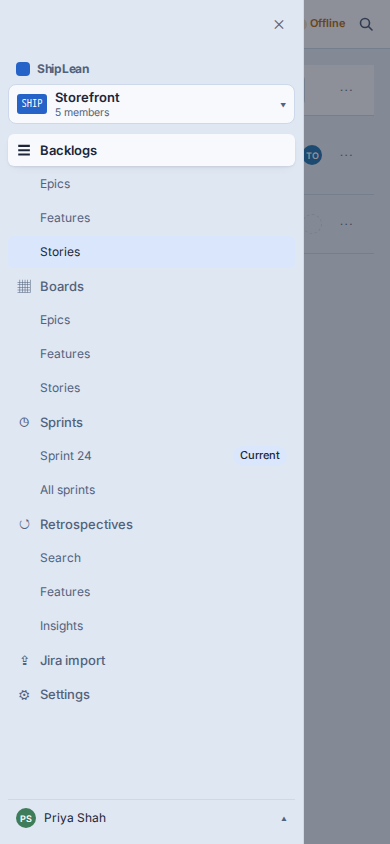 Offline
ShipLean
SHIP
Storefront
5 members
Backlogs
Epics
Features
Stories
Boards
Epics
Features
Stories
Sprints
Sprint 24
Current
All sprints
Retrospectives
Search
Features
Insights
Jira import
Settings
TO
PS
Priya Shah